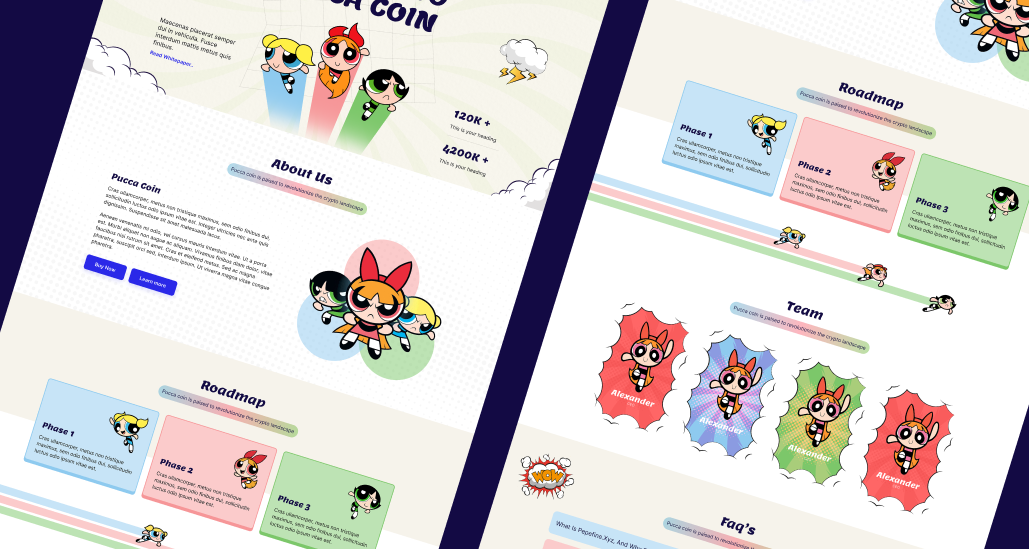 CA COIN
Maecenas placerat semper
dui in vehicula. Fusce
interdum mattis metus quis
finibus.
Read Whitepaper..
120K +
This is your heading
4200K +
This is your heading
About Us
Pucca coin is paised to revolutionize the crypto landscape
Pucca Coin
Cras ullamcorper, metus non tristique maximus, sem odio finibus dui,
sollicitudin luctus odio ipsum vitae est. Integer ultricies nec ante quis
dignissim. Suspendisse sit amet malesuada lacus.
Aenean venenatis mi odio, vel cursus mauris interdum vitae. Ut a porta
est. Morbi aliquet non augue ac aliquam. Vivamus finibus diam dolor, vitae
faucibus nisi rutrum sit amet. Cras et eleifend metus. Sed ac magna
pharetra, suscipit orci sed, interdum ipsum. Ut viverra magna vitae congue
pharetra.
Buy Now
Learn more
Roadmap
Pucca coin is paised to revolutionize the crypto landscape
Phase 1
Cras ullamcorper, metus non tristique
maximus, sem odio finibus dui, sollicitudin
luctus odio ipsum vitae est.
Phase 2
Cras ullamcorper, metus non tristique
maximus, sem odio finibus dui, sollicitudin
luctus odio ipsum vitae est.
Phase 3
Cras ullamcorper, metus non tristique
maximus, sem odio finibus dui, sollicitudin
luctus odio ipsum vitae est.
Roadmap
Pucca coin is paised to revolutionize the crypto landscape
Phase 1
Cras ullamcorper, metus non tristique
maximus, sem odio finibus dui, sollicitudin
luctus odio ipsum vitae est.
Phase 2
Cras ullamcorper, metus non tristique
maximus, sem odio finibus dui, sollicitudin
luctus odio ipsum vitae est.
Phase 3
Cras ullamcorper, metus non tristique
maximus, sem odio finibus dui, sollicitudin
luctus odio ipsum vitae est.
Team
Pucca coin is paised to revolutionize the crypto landscape
Alexander
Alexander
Alexander
Alexander
WOW
Faq's
Pucca coin is paised to revolutionize the crypto landscape
What Is Pepefine.Xyz, And Why